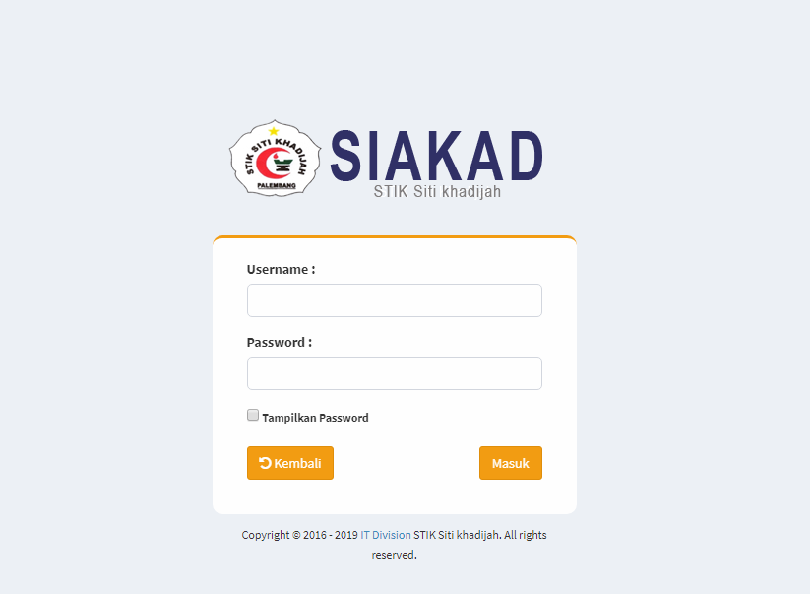 STIK SITI KHADIJAH
PALEMBANG
SIAKAD
STIK Siti khadijah
Username :
Password :
Tampilkan Password
Kembali
Masuk
Copyright © 2016 - 2019 IT Division STIK Siti khadijah. All rights
reserved.